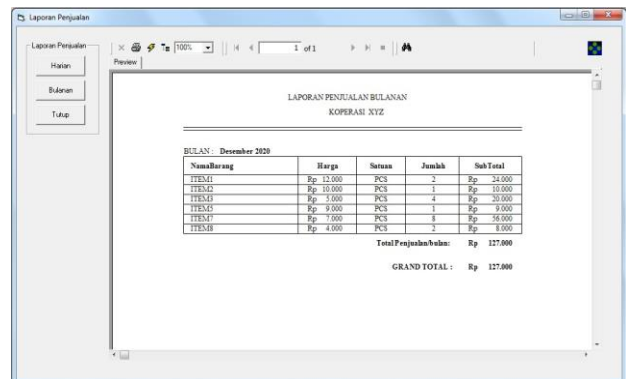 Laporan Penjualan
Laporan Penjualan
Harian
Bulanan
Tutup
100%
1 of 1
Preview
LAPORAN PENJUALAN BULANAN
KOPERASI XYZ
BULAN : Desember 2020
NamaBarang Harga Satuan Jumlah SubTotal
ITEM1 Rp 12.000 PCS 2 Rp 24.000
ITEM2 Rp 10.000 PCS 1 Rp 10.000
ITEM3 Rp 5.000 PCS 4 Rp 20.000
ITEM5 Rp 9.000 PCS 1 Rp 9.000
ITEM7 Rp 7.000 PCS 8 Rp 56.000
ITEM8 Rp 4.000 PCS 2 Rp 8.000
Total Penjualan/bulan: Rp 127.000
GRAND TOTAL : Rp 127.000